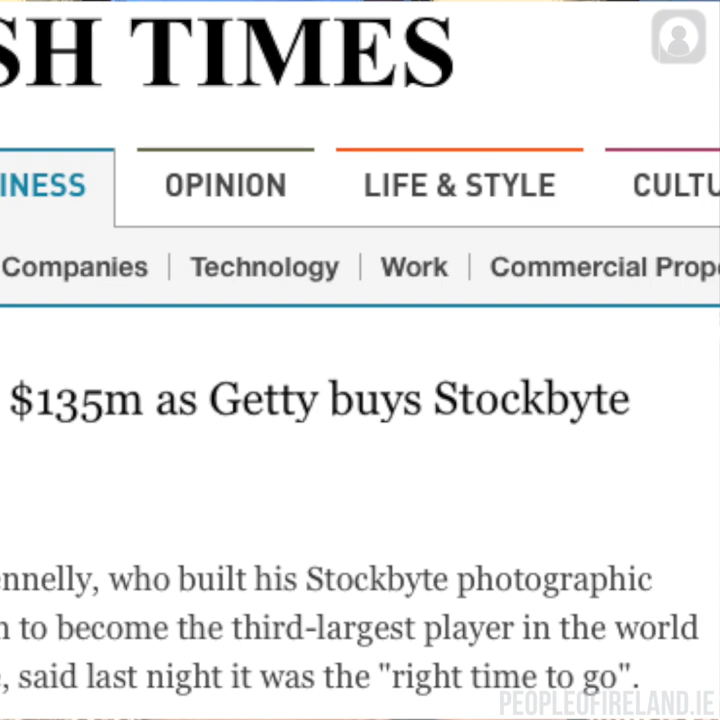 SH TIMES
INESS OPINION LIFE & STYLE CULTU
Companies | Technology | Work | Commercial Prope
$135m as Getty buys Stockbyte
ennelly, who built his Stockbyte photographic
n to become the third-largest player in the world
, said last night it was the "right time to go".
PEOPLEOFIRELAND.IE